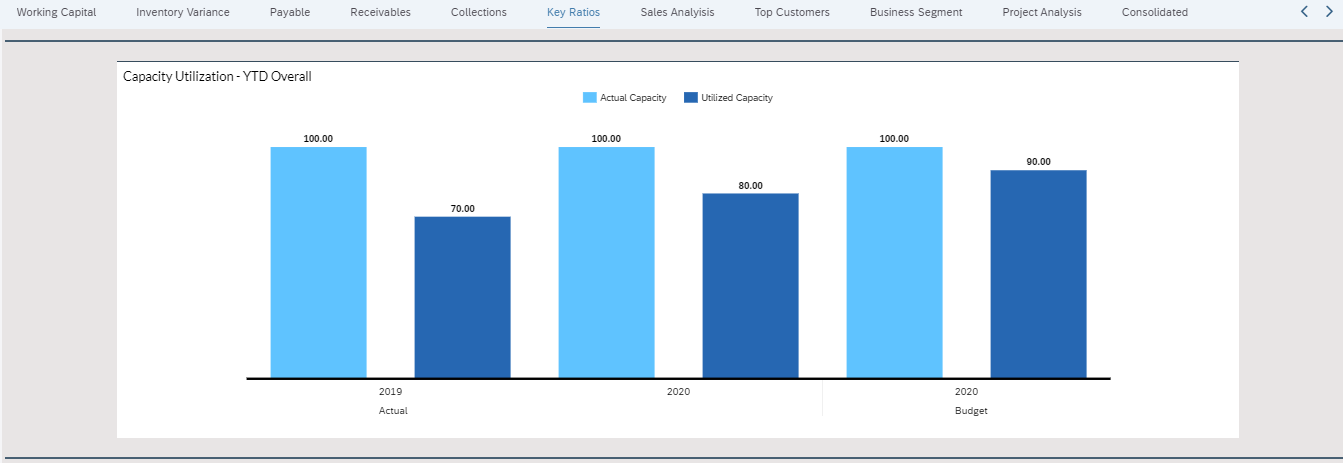 Working Capital Inventory Variance Payable Receivables Collections Key Ratios Sales Analyisis Top Customers Business Segment Project Analysis Consolidated
Capacity Utilization - YTD Overall
Actual Capacity Utilized Capacity
100.00 100.00 100.00
90.00
80.00
70.00
2019 2020 2020
Actual Budget